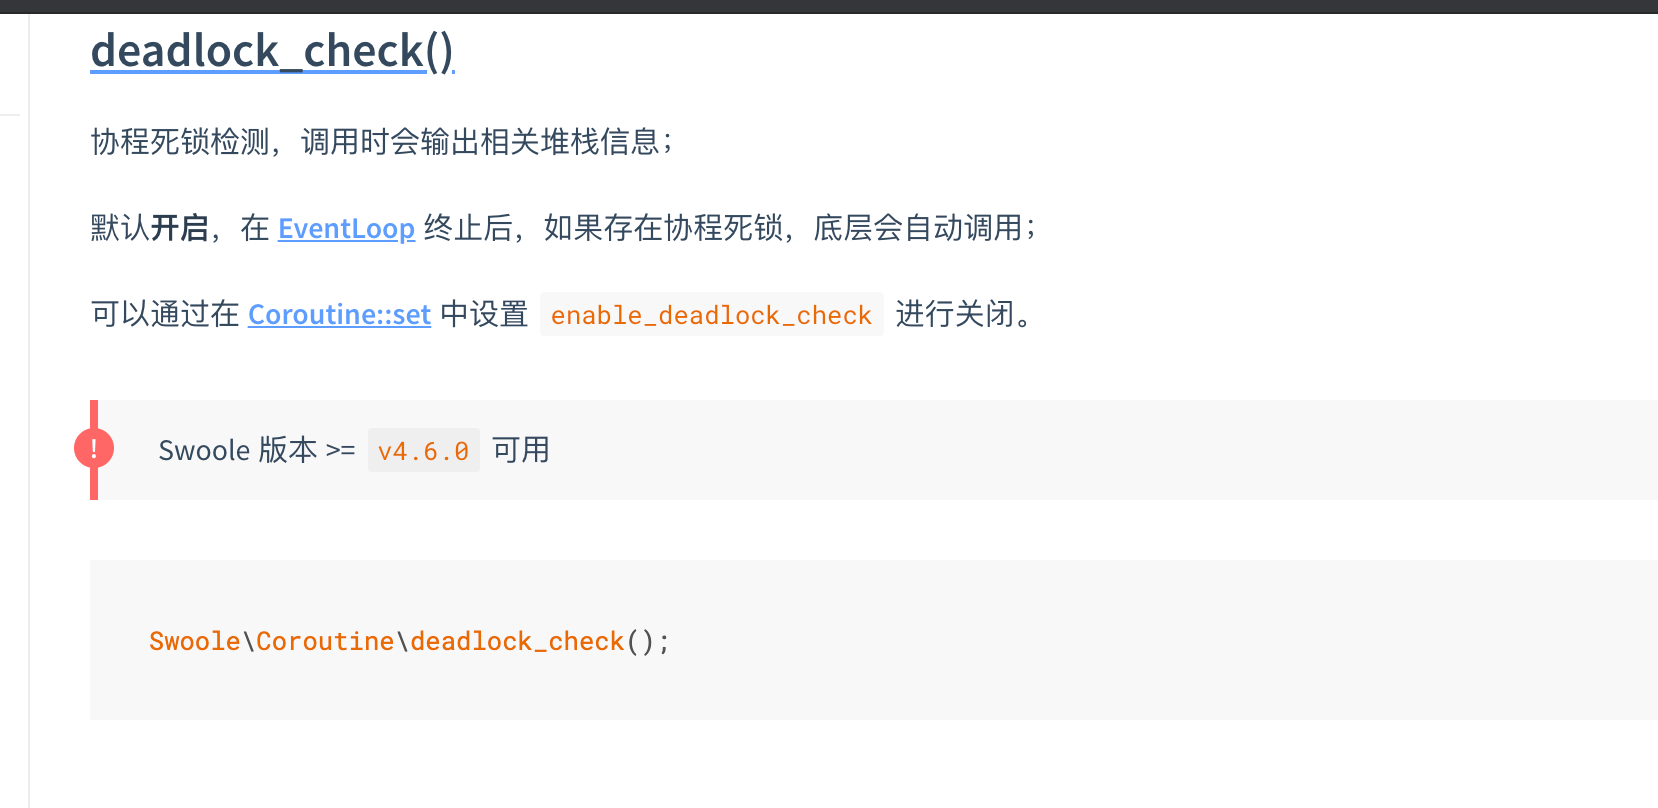 deadlock_check()
协程死锁检测，调用时会输出相关堆栈信息；
默认开启，在 EventLoop 终止后，如果存在协程死锁，底层会自动调用；
可以通过在 Coroutine::set 中设置 enable_deadlock_check 进行关闭。
! Swoole 版本 >= v4.6.0 可用
Swoole\Coroutine\deadlock_check();